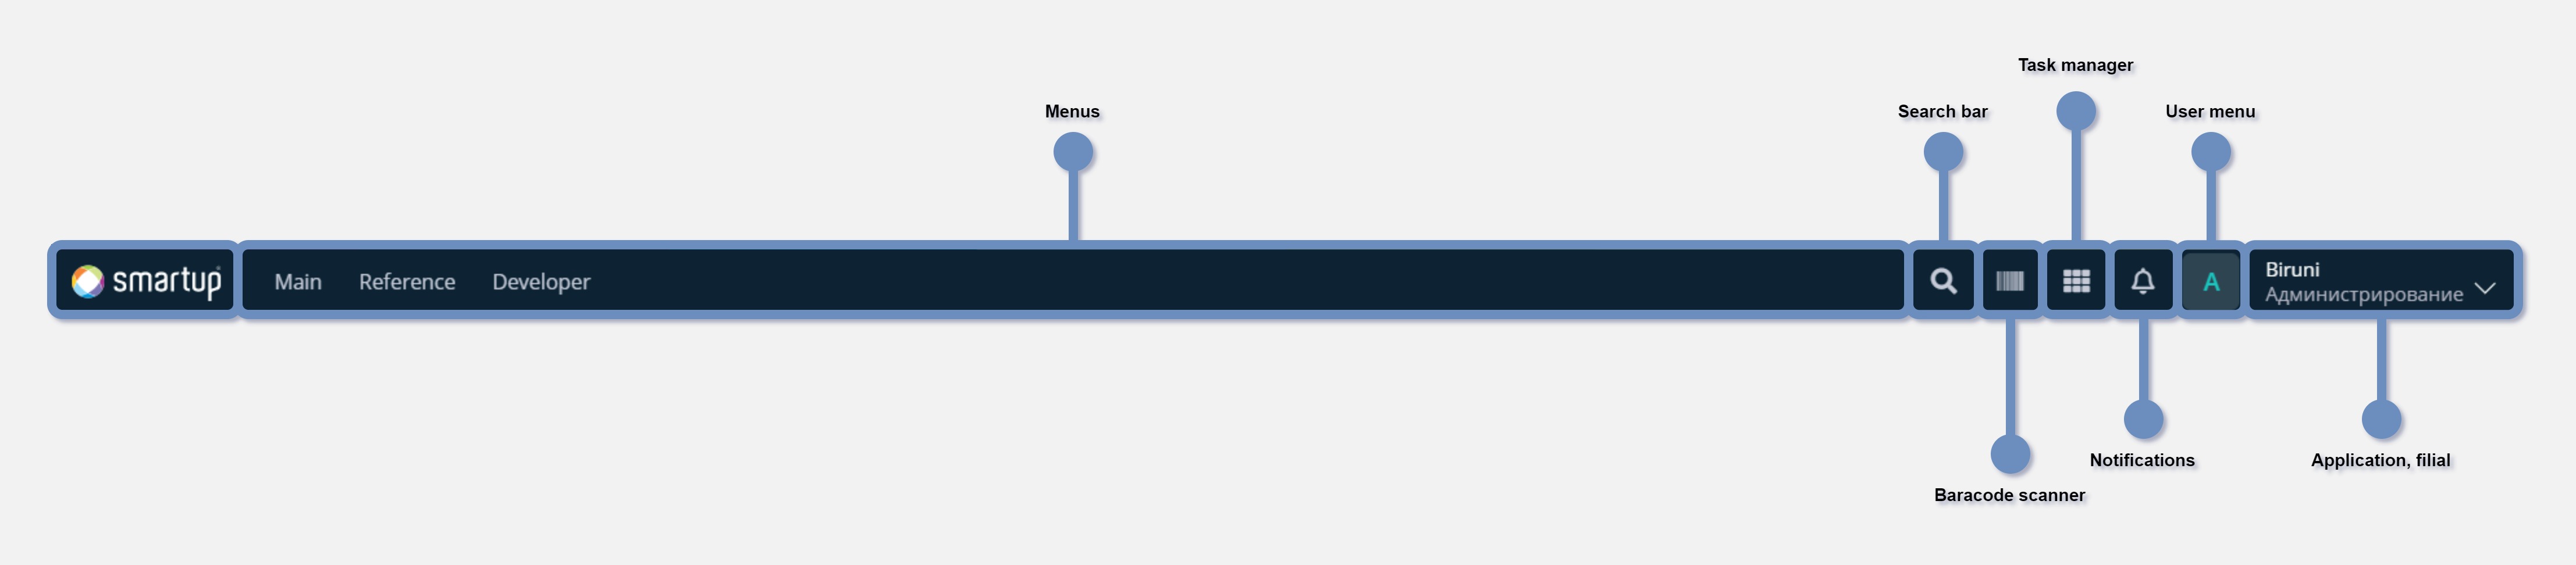 Task manager
Menus
Search bar
User menu
smartup
Main
Reference
Developer
A
Biruni
Администрирование
Notifications
Application, filial
Baracode scanner